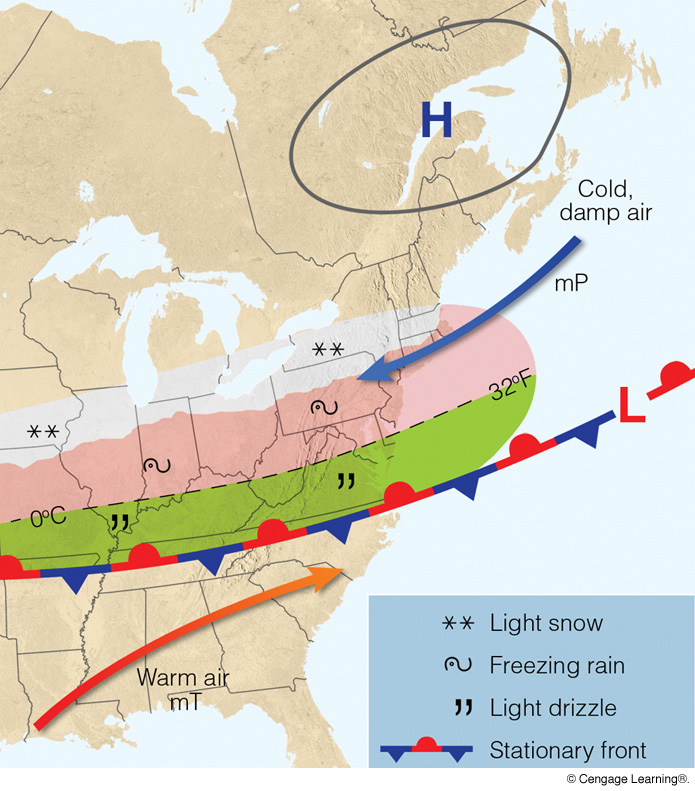 H
Cold,
damp air
mP
**
32°F
L
**
0°C
,,
,,
Warm air
mT
** Light snow
Freezing rain
,, Light drizzle
Stationary front
© Cengage Learning®.